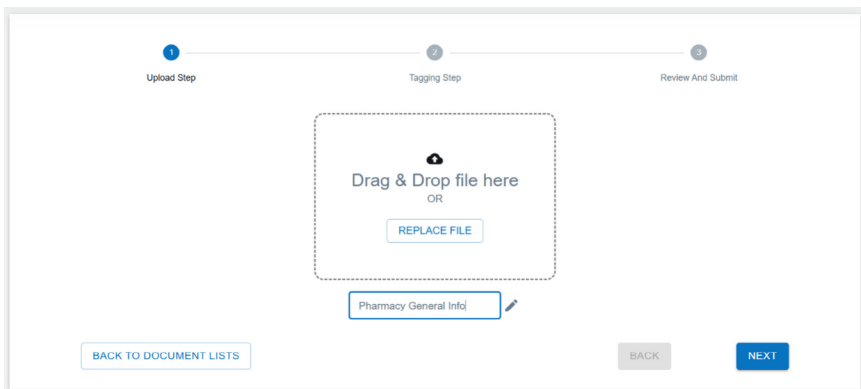 1 2 3
Upload Step Tagging Step Review And Submit
Drag & Drop file here
OR
REPLACE FILE
Pharmacy General Info
BACK TO DOCUMENT LISTS BACK NEXT